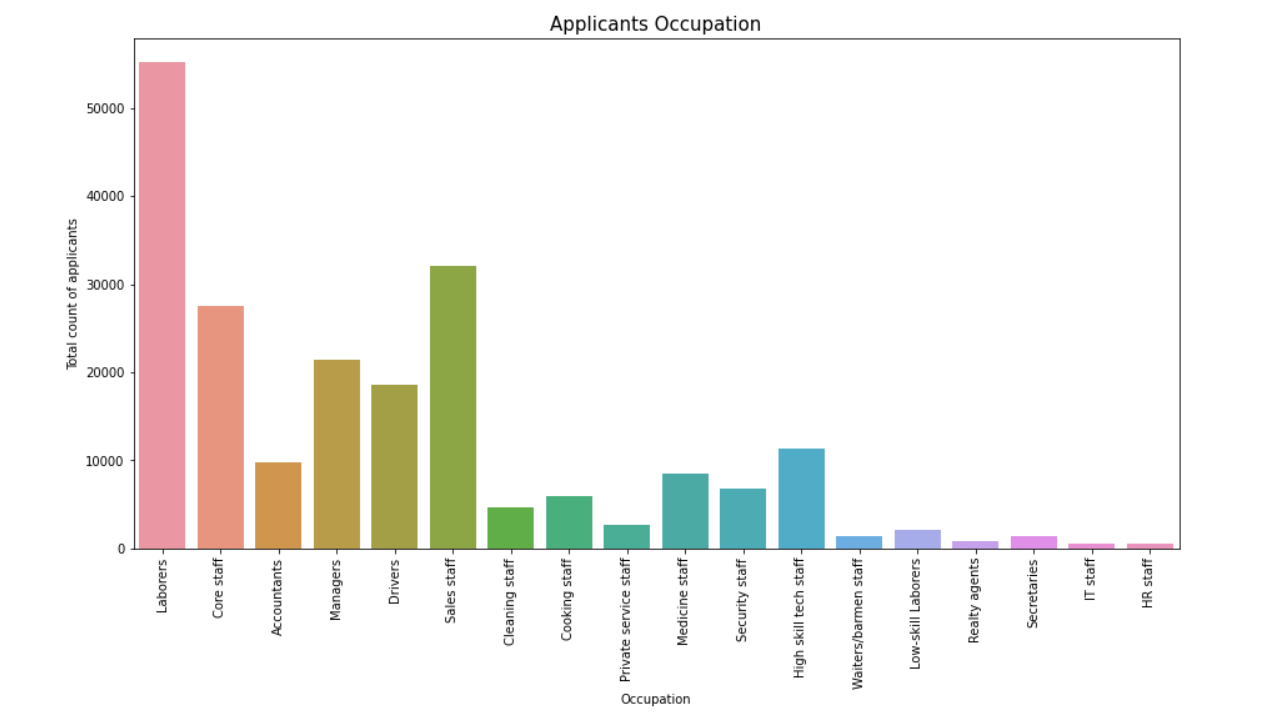 Applicants Occupation
Total count of applicants
50000
40000
30000
20000
10000
0
Laborers
Core staff
Accountants
Managers
Drivers
Sales staff
Cleaning staff
Cooking staff
Private service staff
Medicine staff
Security staff
High skill tech staff
Waiters/barmen staff
Low-skill Laborers
Realty agents
Secretaries
IT staff
HR staff
Occupation